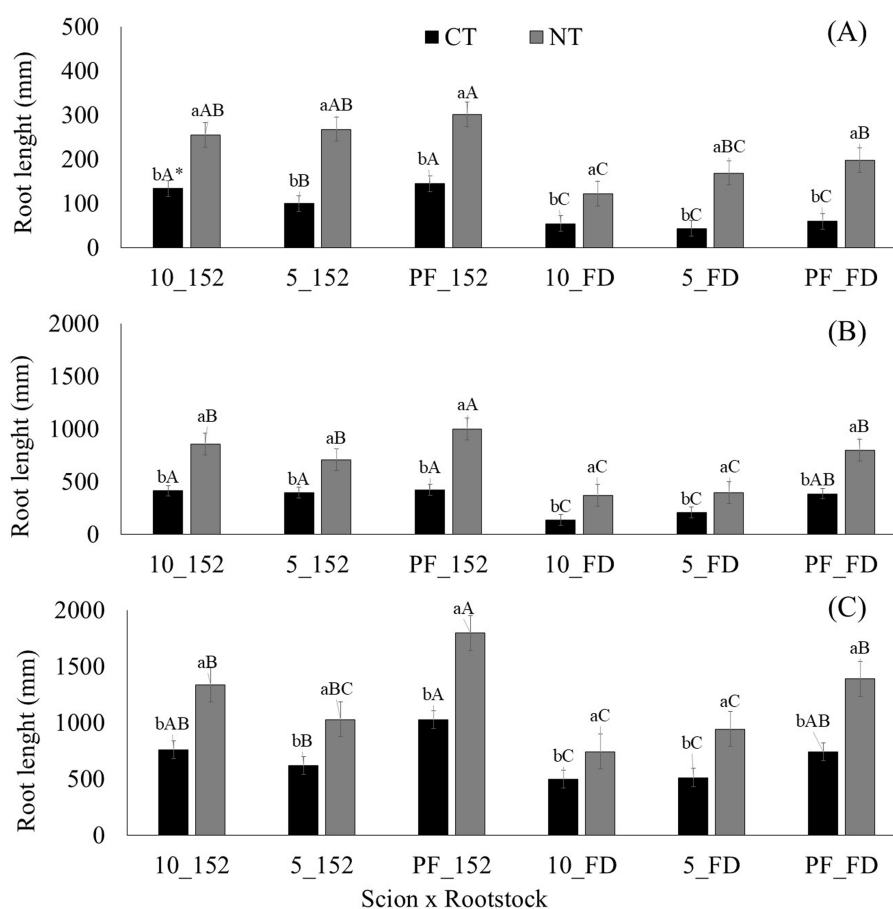 (A)
CT NT
Root lenght (mm)
500
400
300
200
100
0
bA* aAB bB aAB bA aA bC aC bC aBC bC aB
10_152 5_152 PF_152 10_FD 5_FD PF_FD
(B)
Root lenght (mm)
2000
1500
1000
500
0
bA aB bA aB bA aA bC aC bC aC bAB aB
10_152 5_152 PF_152 10_FD 5_FD PF_FD
(C)
Root lenght (mm)
2000
1500
1000
500
0
bAB aB bB aBC bA aA bC aC bC aC bAB aB
10_152 5_152 PF_152 10_FD 5_FD PF_FD
Scion x Rootstock